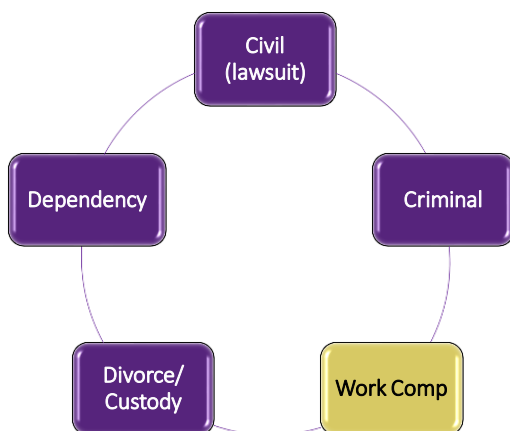 Civil
(lawsuit)
Dependency
Criminal
Divorce/
Custody
Work Comp